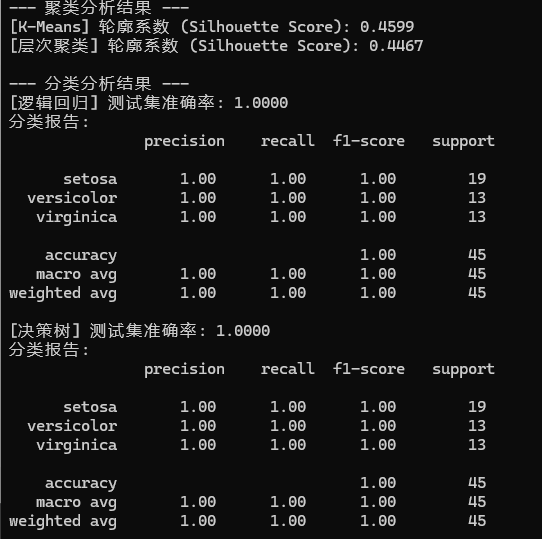 --- 聚类分析结果 ---
[K-Means] 轮廓系数 (Silhouette Score): 0.4599
[层次聚类] 轮廓系数 (Silhouette Score): 0.4467
--- 分类分析结果 ---
[逻辑回归] 测试集准确率: 1.0000
分类报告:
precision recall f1-score support
setosa 1.00 1.00 1.00 19
versicolor 1.00 1.00 1.00 13
virginica 1.00 1.00 1.00 13
accuracy 1.00 45
macro avg 1.00 1.00 1.00 45
weighted avg 1.00 1.00 1.00 45
[决策树] 测试集准确率: 1.0000
分类报告:
precision recall f1-score support
setosa 1.00 1.00 1.00 19
versicolor 1.00 1.00 1.00 13
virginica 1.00 1.00 1.00 13
accuracy 1.00 45
macro avg 1.00 1.00 1.00 45
weighted avg 1.00 1.00 1.00 45